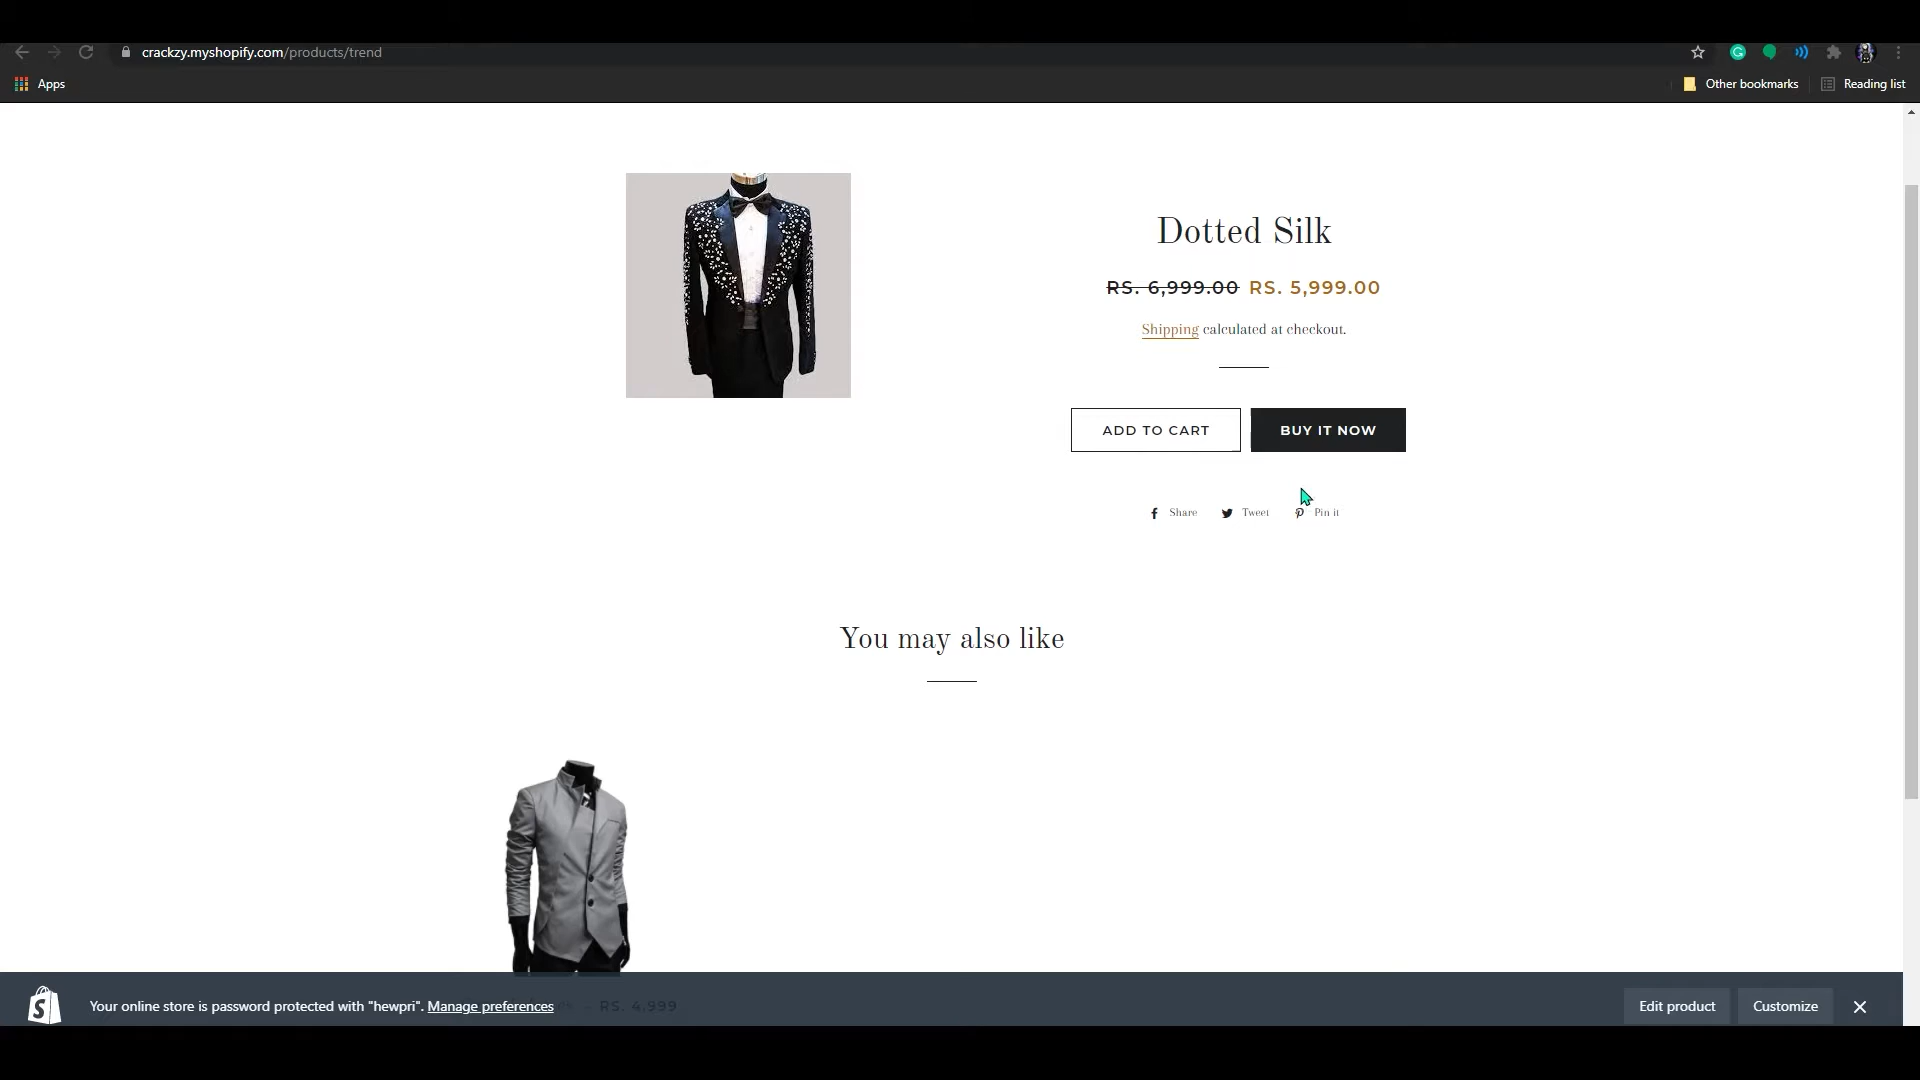 crackzy.myshopify.com/products/trend
Apps
Other bookmarks
Reading list
Dotted Silk
RS. 6,999.00 RS. 5,999.00
Shipping calculated at checkout.
ADD TO CART
BUY IT NOW
Share
Tweet
Pin it
You may also like
Your online store is password protected with "hewpri". Manage preferences
RS. 4,999
Edit product
Customize